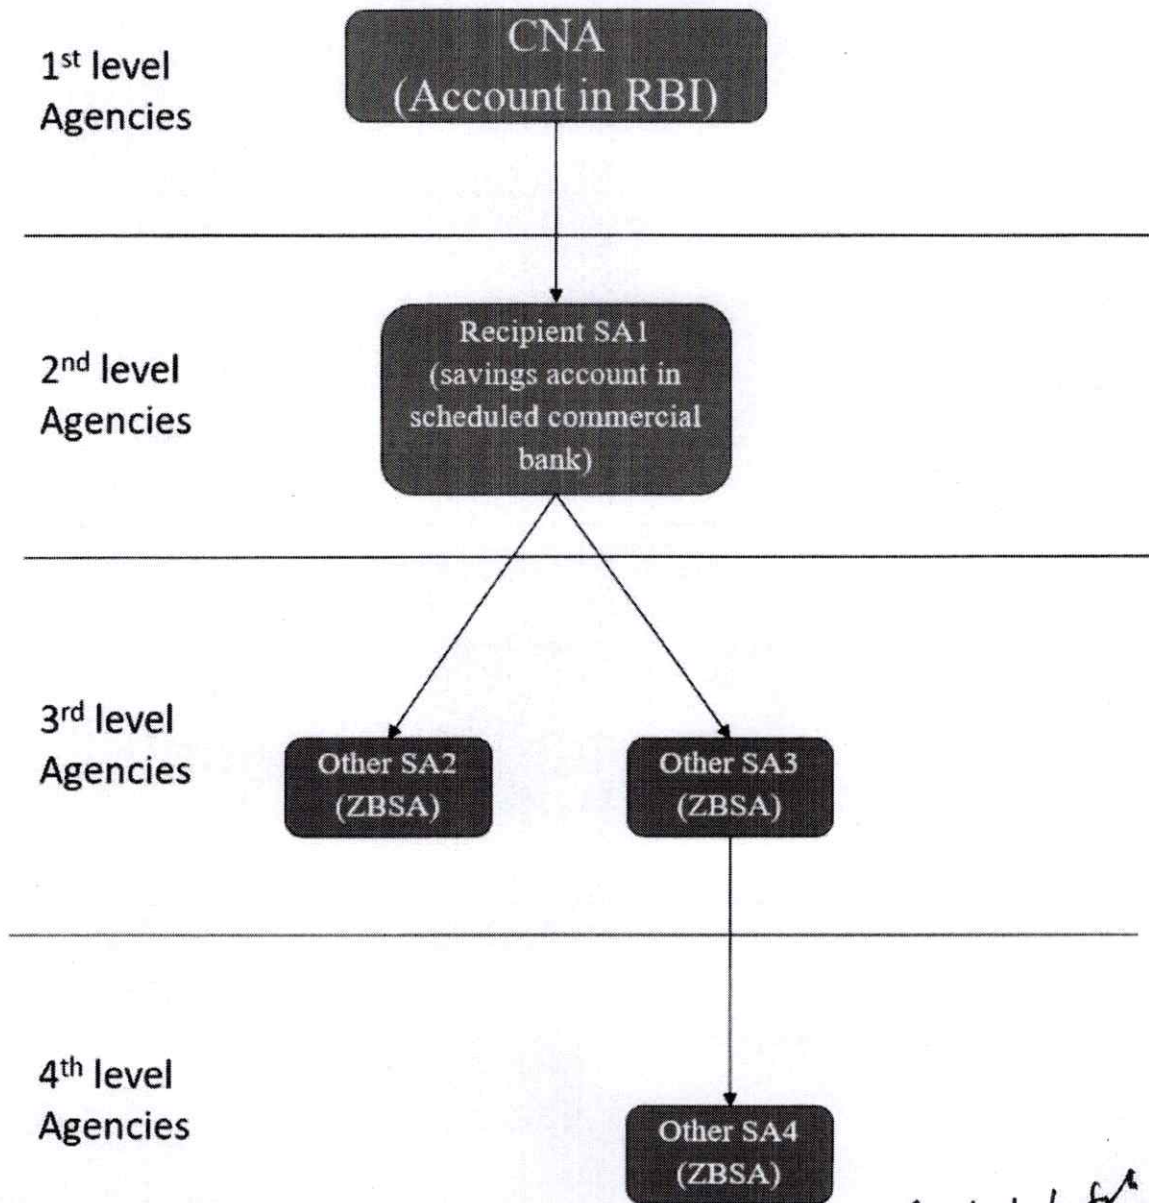 1st level
Agencies
CNA
(Account in RBI)
2nd level
Agencies
Recipient SA1
(savings account in
scheduled commercial
bank)
3rd level
Agencies
Other SA2
(ZBSA)
Other SA3
(ZBSA)
4th level
Agencies
Other SA4
(ZBSA)